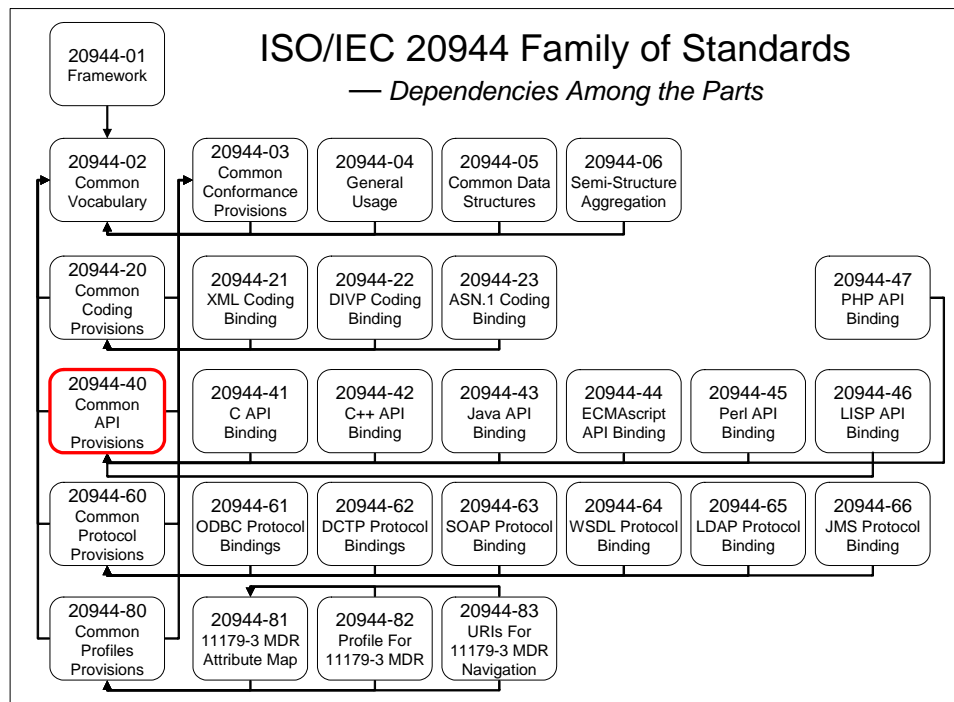 ISO/IEC 20944 Family of Standards
— Dependencies Among the Parts
20944-01
Framework
20944-02
Common
Vocabulary
20944-03
Common
Conformance
Provisions
20944-04
General
Usage
20944-05
Common Data
Structures
20944-06
Semi-Structure
Aggregation
20944-20
Common
Coding
Provisions
20944-21
XML Coding
Binding
20944-22
DIVP Coding
Binding
20944-23
ASN.1 Coding
Binding
20944-47
PHP API
Binding
20944-40
Common
API
Provisions
20944-41
C API
Binding
20944-42
C++ API
Binding
20944-43
Java API
Binding
20944-44
ECMAscript
API Binding
20944-45
Perl API
Binding
20944-46
LISP API
Binding
20944-60
Common
Protocol
Provisions
20944-61
ODBC Protocol
Bindings
20944-62
DCTP Protocol
Bindings
20944-63
SOAP Protocol
Binding
20944-64
WSDL Protocol
Binding
20944-65
LDAP Protocol
Binding
20944-66
JMS Protocol
Binding
20944-80
Common
Profiles
Provisions
20944-81
11179-3 MDR
Attribute Map
20944-82
Profile For
11179-3 MDR
20944-83
URIs For
11179-3 MDR
Navigation